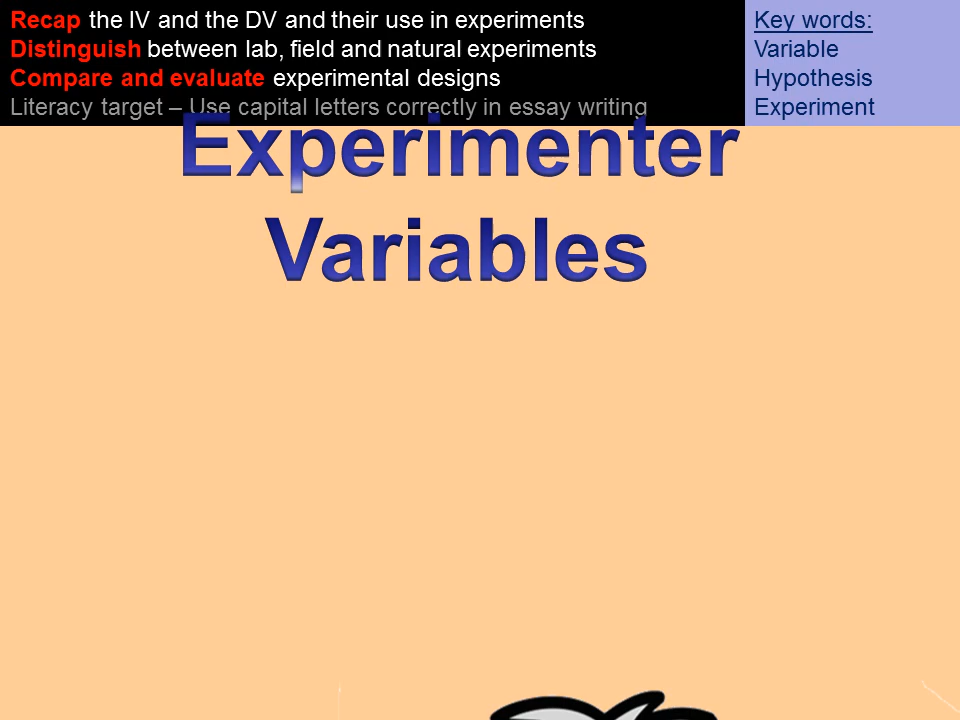 Recap the IV and the DV and their use in experiments
Distinguish between lab, field and natural experiments
Compare and evaluate experimental designs
Literacy target – Use capital letters correctly in essay writing
Key words:
Variable
Hypothesis
Experiment
Experimenter
Variables